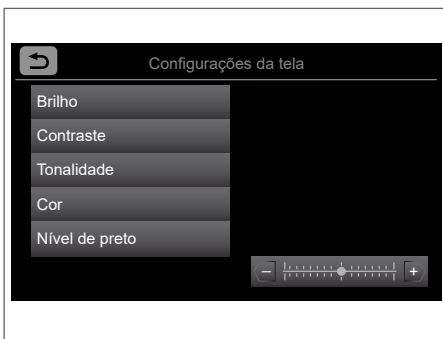 Configurações da tela
Brilho
Contraste
Tonalidade
Cor
Nível de preto
− +